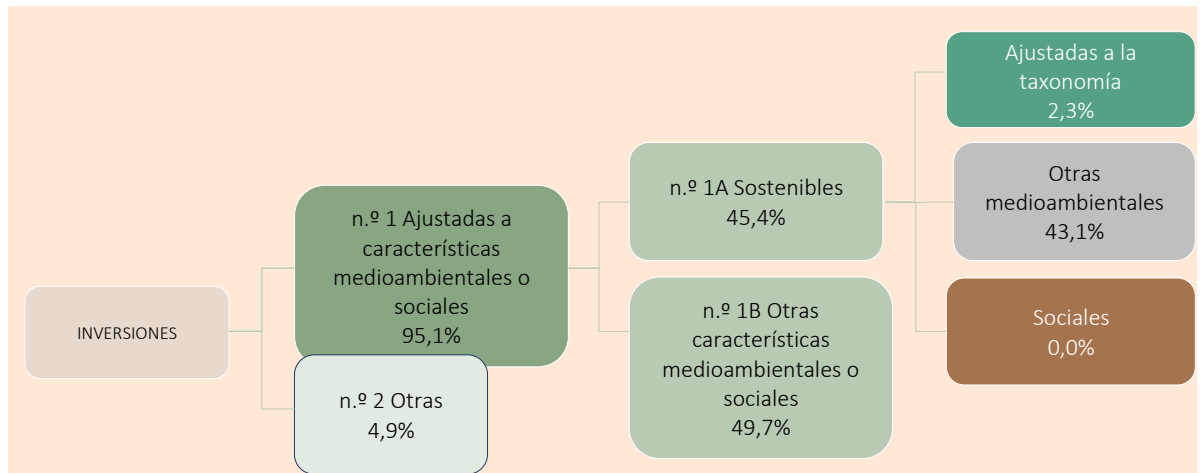 INVERSIONES
n.º 1 Ajustadas a
características
medioambientales o
sociales
95,1%
n.º 2 Otras
4,9%
n.º 1A Sostenibles
45,4%
n.º 1B Otras
características
medioambientales o
sociales
49,7%
Ajustadas a la
taxonomía
2,3%
Otras
medioambientales
43,1%
Sociales
0,0%